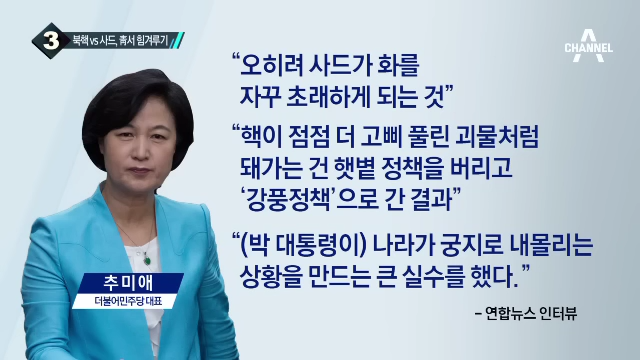 3 북핵 vs 사드, 靑서 힘겨루기
CHANNEL A
“오히려 사드가 화를
자꾸 초래하게 되는 것”
“핵이 점점 더 고삐 풀린 괴물처럼
돼가는 건 햇볕 정책을 버리고
‘강풍정책’으로 간 결과”
“(박 대통령이) 나라가 궁지로 내몰리는
상황을 만드는 큰 실수를 했다.”
추미애
더불어민주당 대표
- 연합뉴스 인터뷰